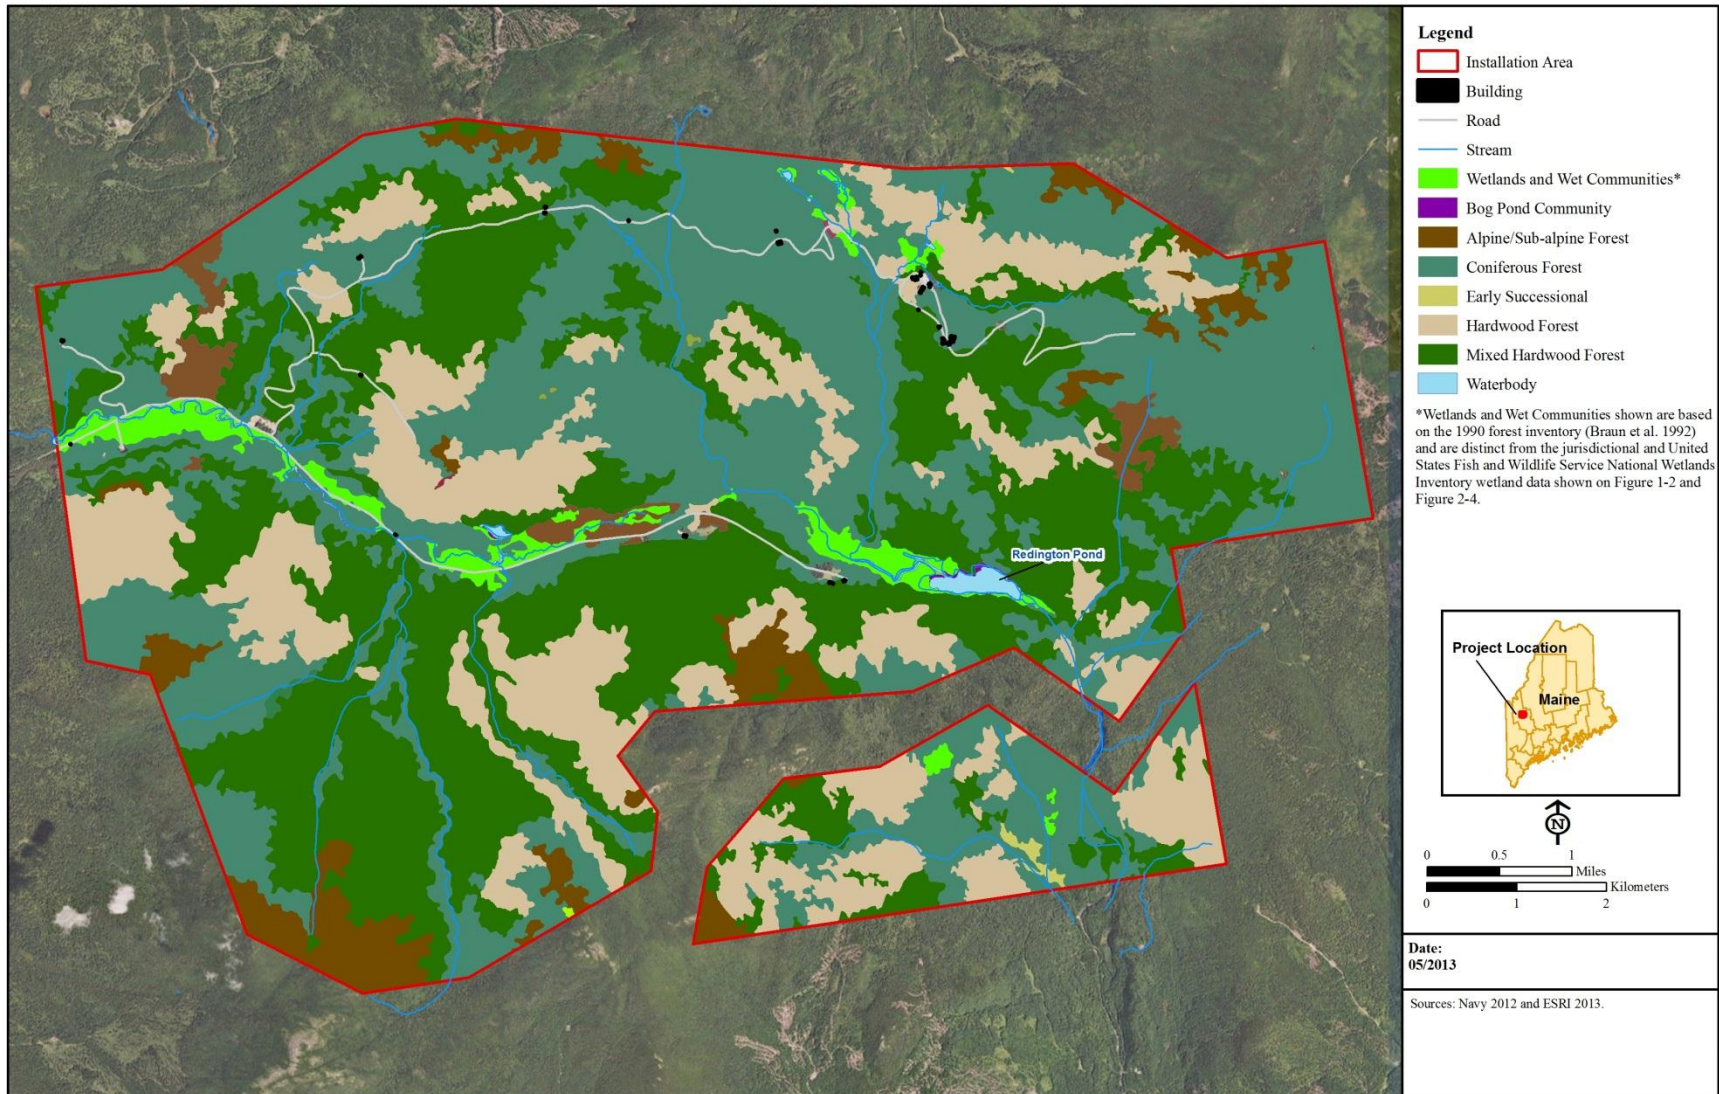 Legend
Installation Area
Building
Road
Stream
Wetlands and Wet Communities*
Bog Pond Community
Alpine/Sub-alpine Forest
Coniferous Forest
Early Successional
Hardwood Forest
Mixed Hardwood Forest
Waterbody
*Wetlands and Wet Communities shown are based
on the 1990 forest inventory (Braun et al. 1992)
and are distinct from the jurisdictional and United
States Fish and Wildlife Service National Wetlands
Inventory wetland data shown on Figure 1-2 and
Figure 2-4.
Redington Pond
Project Location
Maine
N
0 0.5 1
Miles
Kilometers
0 1 2
Date:
05/2013
Sources: Navy 2012 and ESRI 2013.